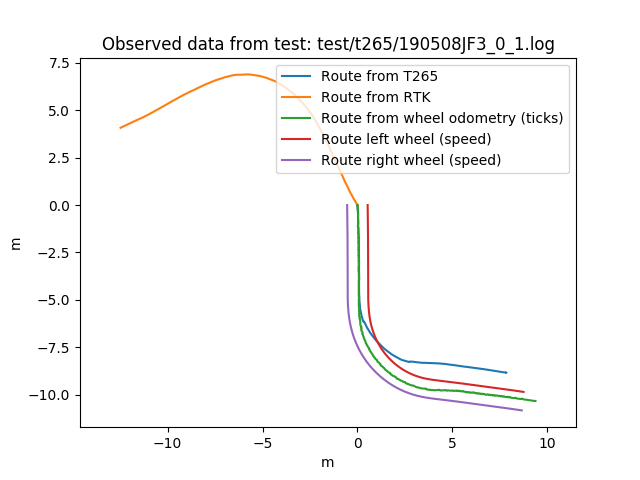 Observed data from test: test/t265/190508JF3_0_1.log
7.5
5.0
2.5
0.0
−2.5
−5.0
−7.5
−10.0
m
Route from T265
Route from RTK
Route from wheel odometry (ticks)
Route left wheel (speed)
Route right wheel (speed)
−10
−5
0
5
10
m